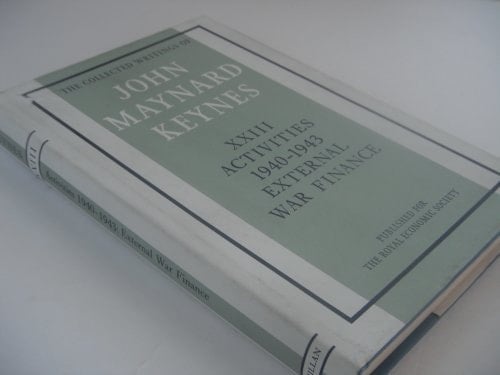 THE COLLECTED WRITINGS OF
JOHN
MAYNARD
KEYNES
XXIII
ACTIVITIES
1940-1943
EXTERNAL
WAR FINANCE
PUBLISHED FOR
THE ROYAL ECONOMIC SOCIETY
XXIII
Activities 1940-1943: External War Finance